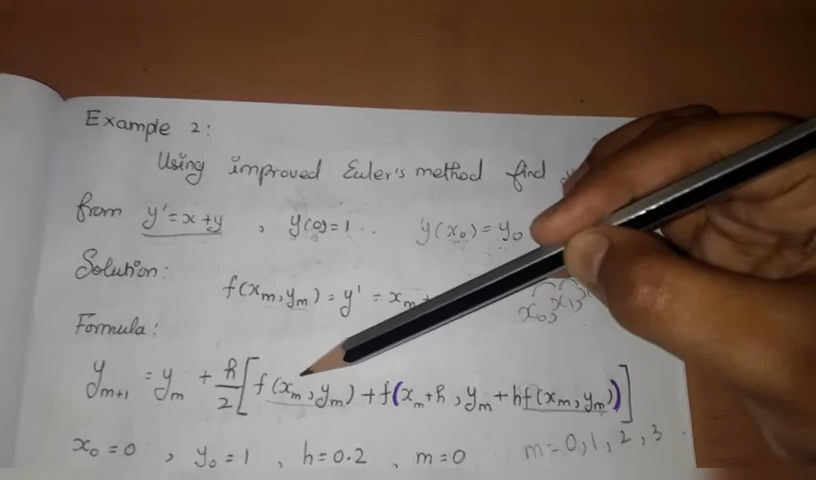 Example 2:
Using improved Euler's method find
from y' = x + y , y(0) = 1 .. y(x₀) = y₀
Solution:
f(xₘ, yₘ) = y' = xₘ
x₀, x₁,
Formula:
yₘ₊₁ = yₘ + h/2 [f(xₘ, yₘ) + f(xₘ + h, yₘ + hf(xₘ, yₘ))]
x₀ = 0 , y₀ = 1 , h = 0.2 , m = 0 m = 0, 1, 2, 3